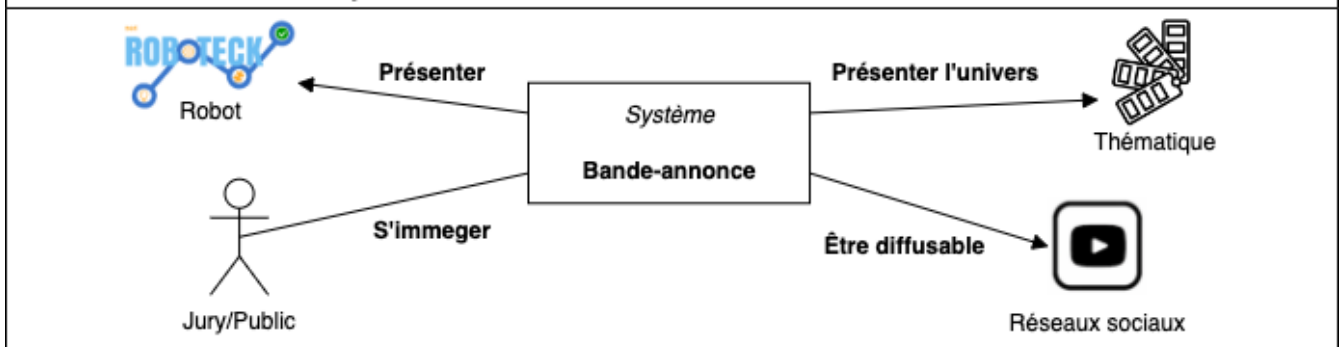 ROBOTECK
Robot
Présenter
Système
Bande-annonce
Présenter l'univers
Thématique
Jury/Public
S'immeger
Être diffusable
Réseaux sociaux